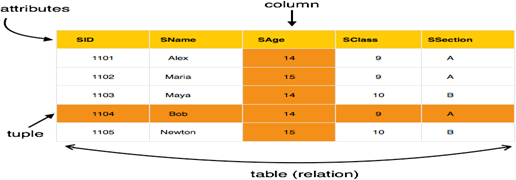 column
attributes
SID SName SAge SClass SSection
1101 Alex 14 9 A
1102 Maria 15 9 A
1103 Maya 14 10 B
1104 Bob 14 9 A
1105 Newton 15 10 B
tuple
table (relation)